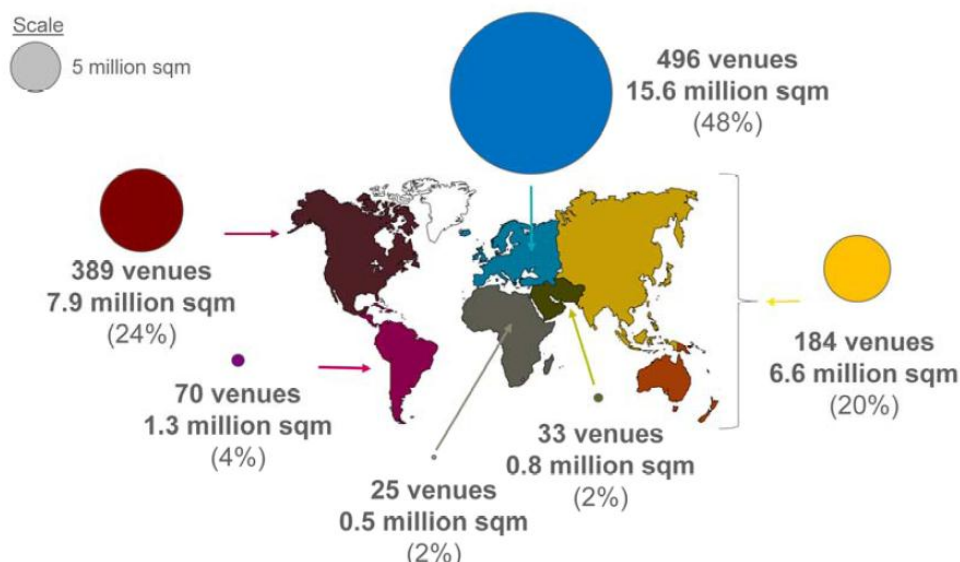 Scale
5 million sqm
496 venues
15.6 million sqm
(48%)
389 venues
7.9 million sqm
(24%)
184 venues
6.6 million sqm
(20%)
70 venues
1.3 million sqm
(4%)
33 venues
0.8 million sqm
(2%)
25 venues
0.5 million sqm
(2%)